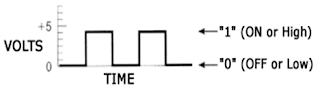 +5
"1" (ON or High)
VOLTS
0
"0" (OFF or Low)
TIME